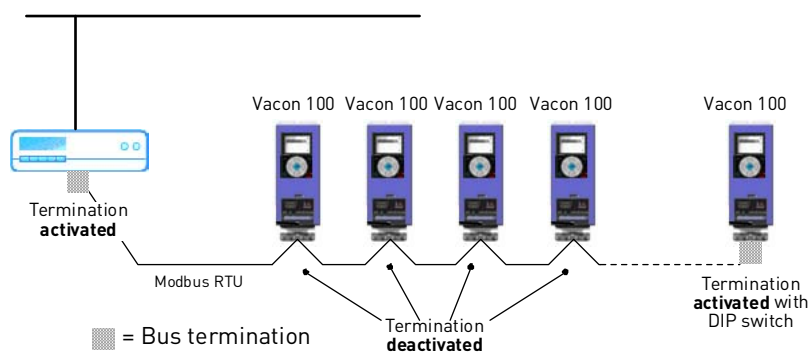 Vacon 100 Vacon 100 Vacon 100 Vacon 100 Vacon 100
Termination
activated
Modbus RTU
Termination
deactivated
Termination
activated with
DIP switch
= Bus termination